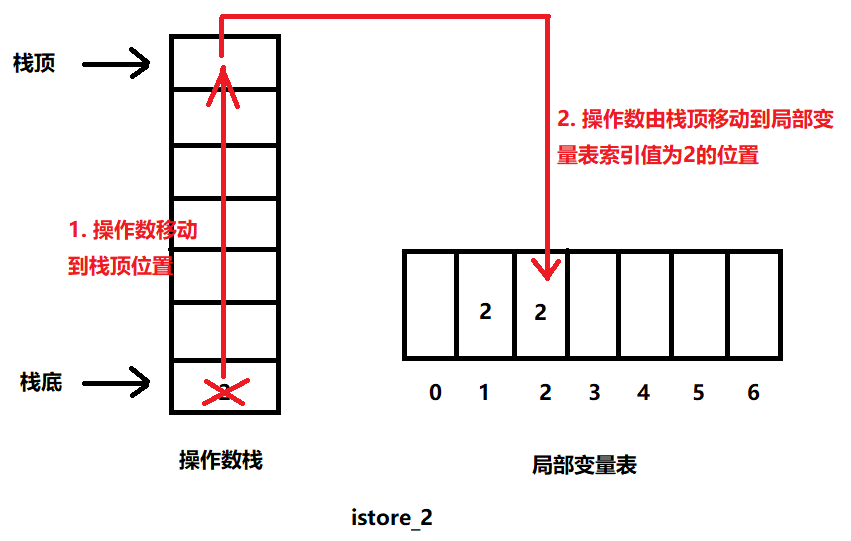 栈顶
2. 操作数由栈顶移动到局部变
量表索引值为2的位置
1. 操作数移动
到栈顶位置
2 2
栈底
2
0 1 2 3 4 5 6
操作数栈
局部变量表
istore_2